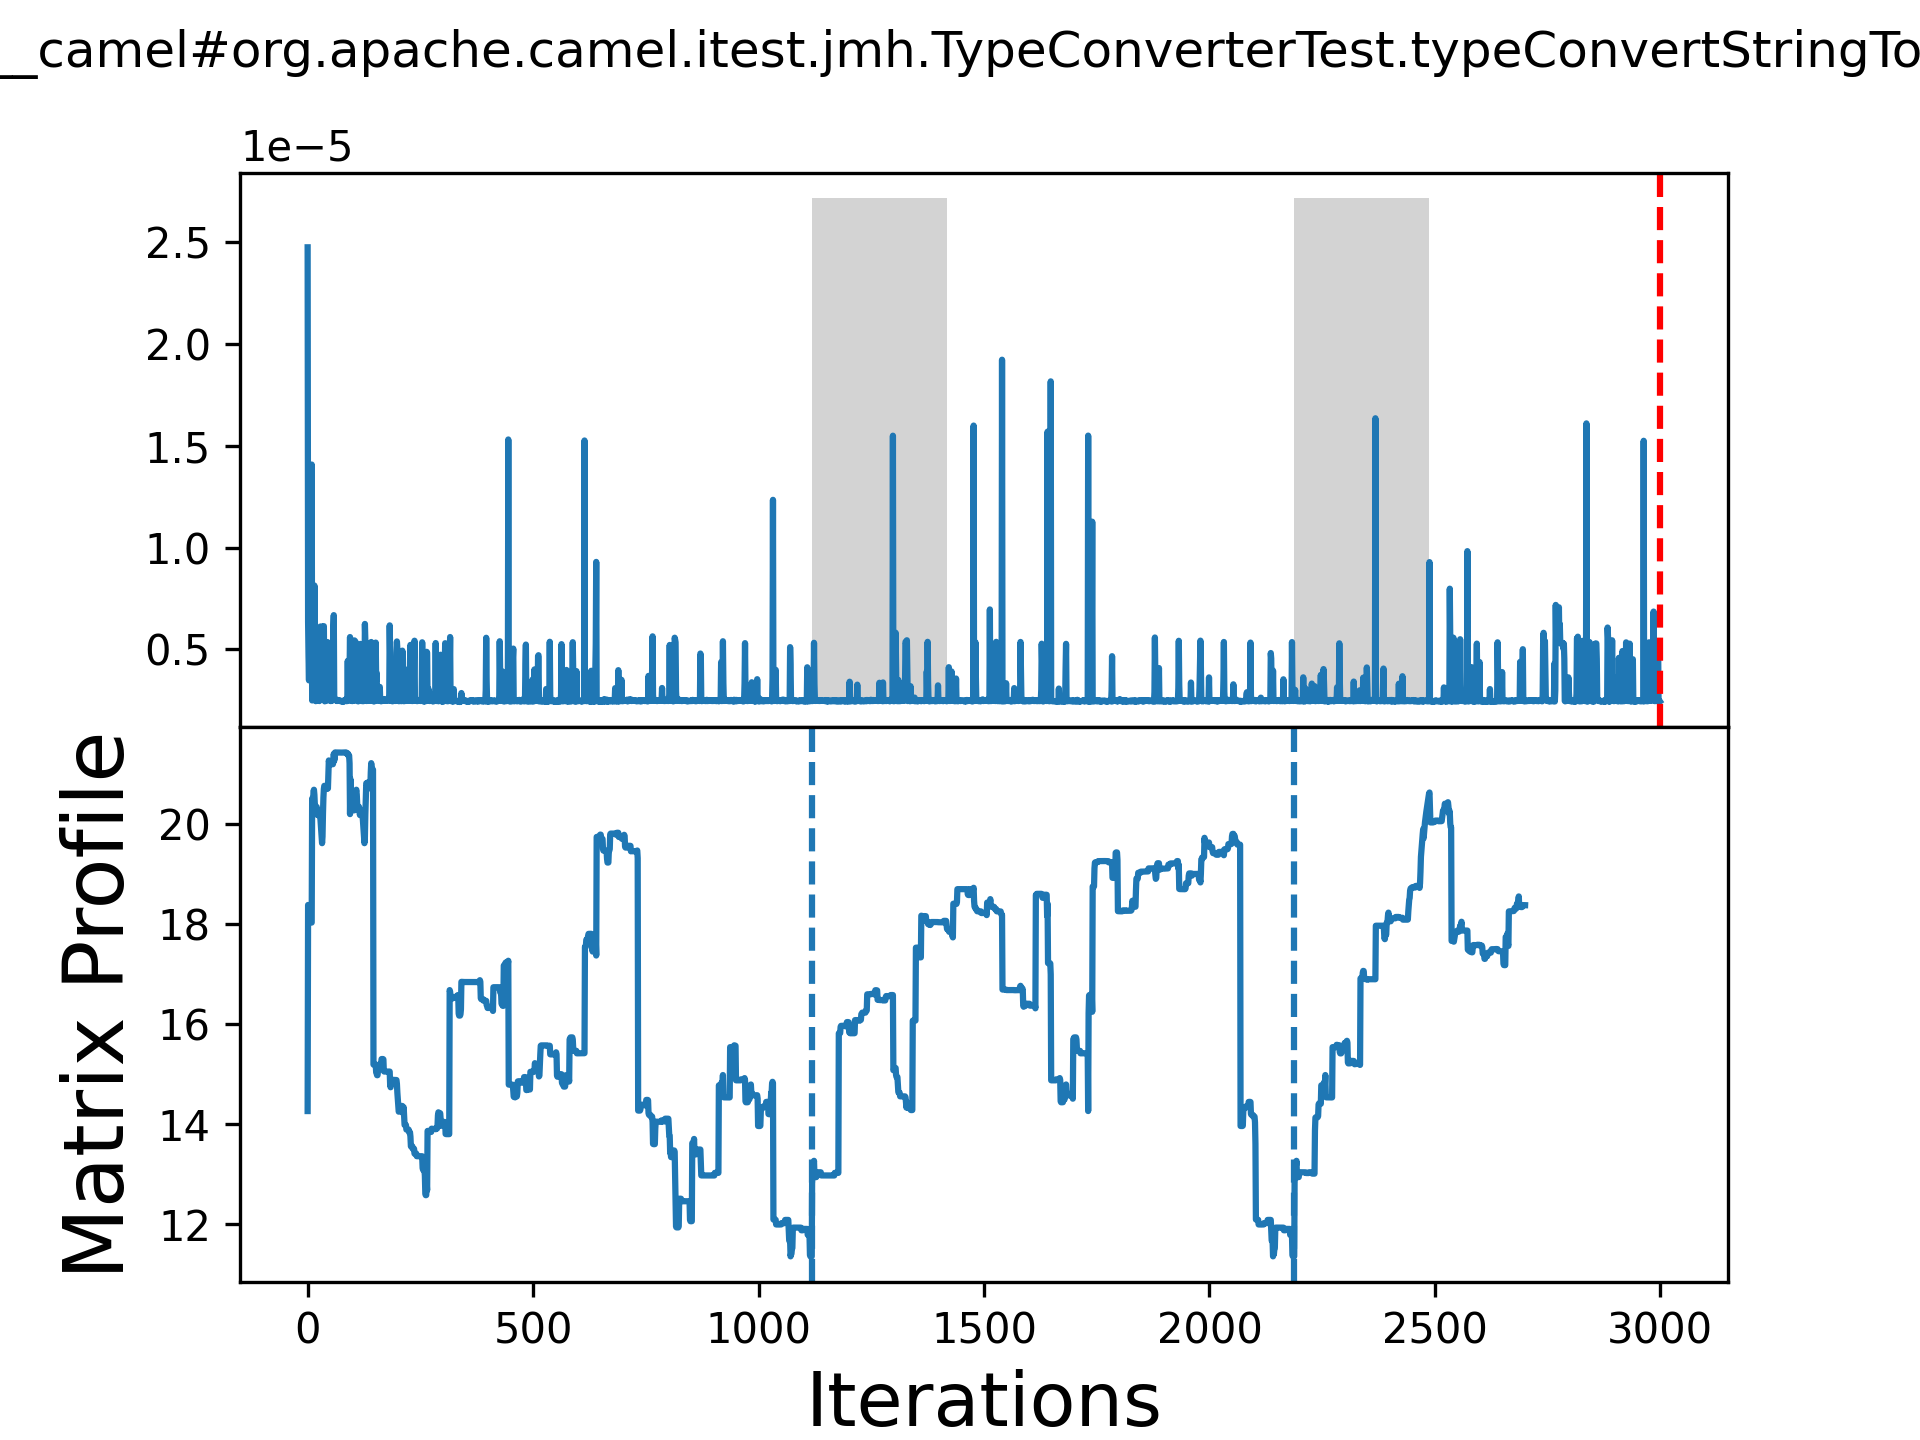 __camel#org.apache.camel.itest.jmh.TypeConverterTest.typeConvertStringTo
1e−5
2.5
2.0
1.5
1.0
0.5
Matrix Profile
20
18
16
14
12
0 500 1000 1500 2000 2500 3000
Iterations